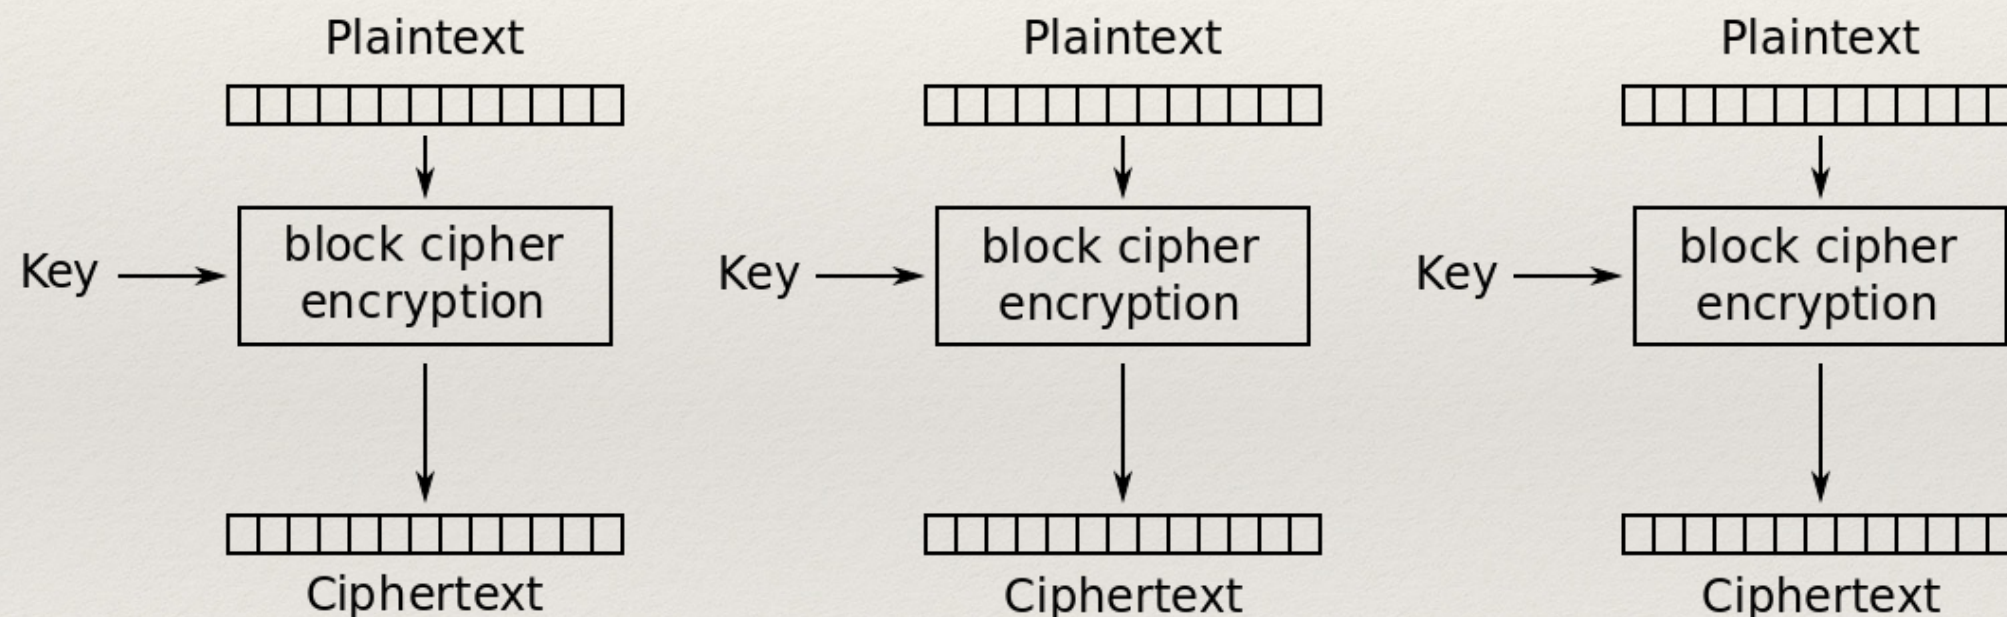 Plaintext
Plaintext
Plaintext
Key
block cipher
encryption
Key
block cipher
encryption
Key
block cipher
encryption
Ciphertext
Ciphertext
Ciphertext